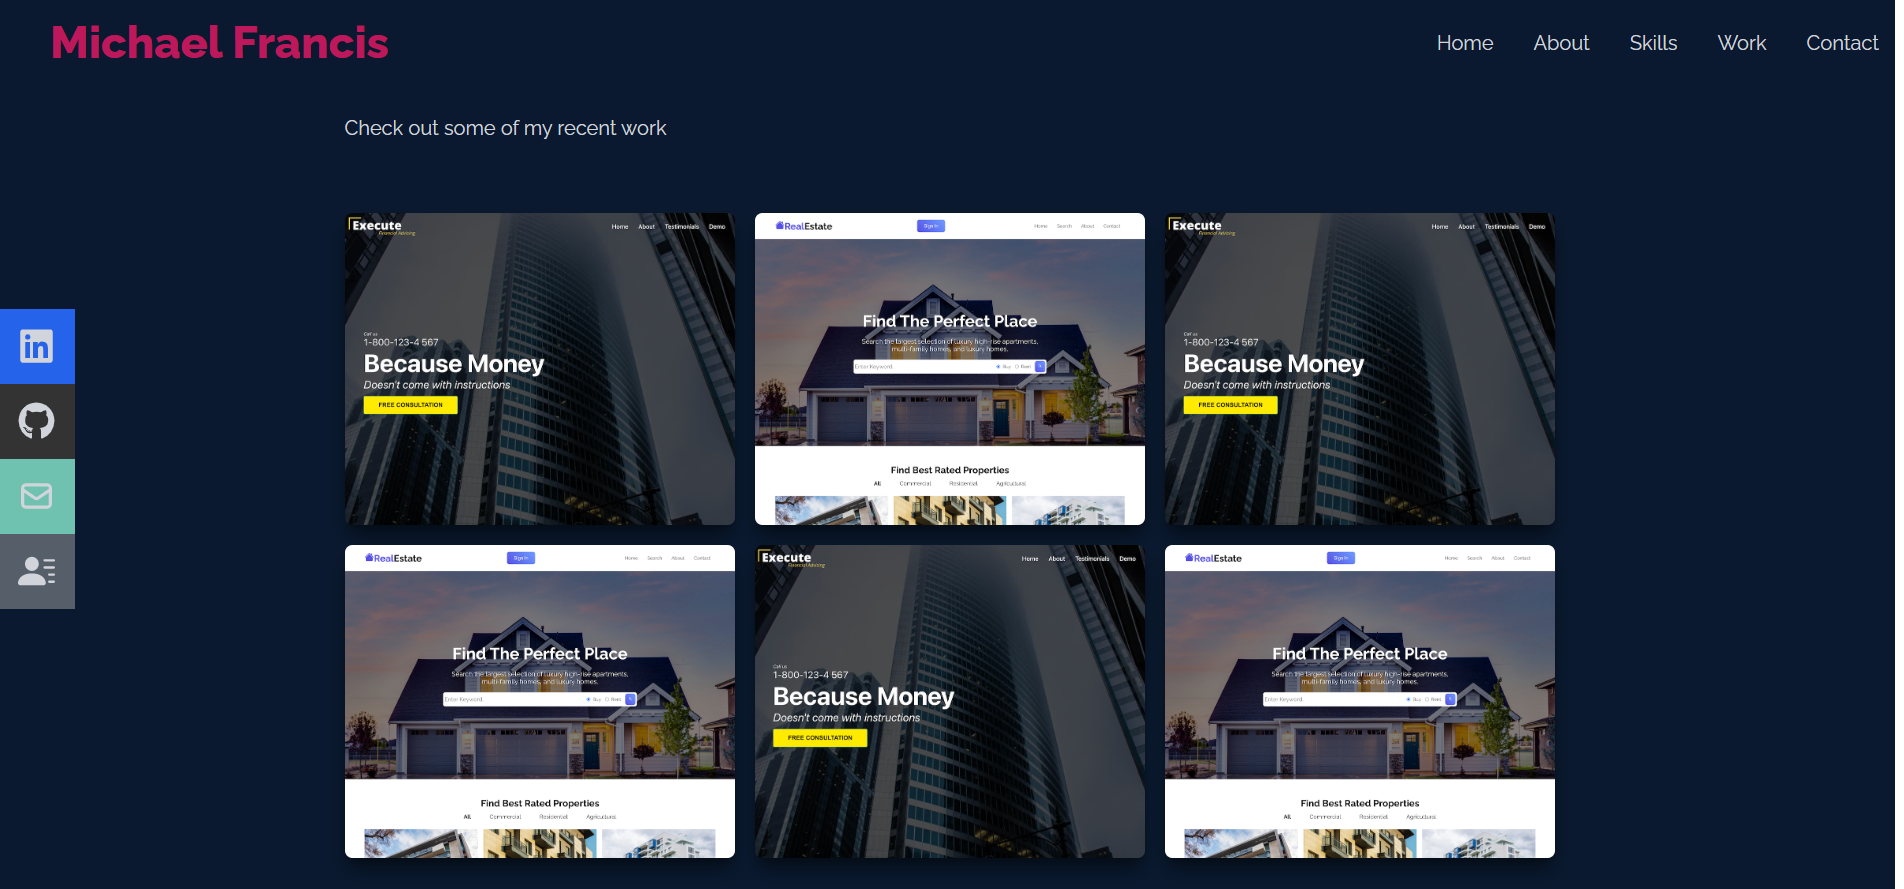 Michael Francis
Home About Skills Work Contact
Check out some of my recent work
Execute
Financial Advising
Home About Testimonials Demo
Call us
1-800-123-4 567
Because Money
Doesn't come with instructions
FREE CONSULTATION
RealEstate
Sign In
Home Search About Contact
Find The Perfect Place
Search the largest selection of luxury high-rise apartments,
multi-family homes, and luxury homes.
Enter Keyword Buy Rent
Find Best Rated Properties
All Commercial Residential Agricultural
Execute
Financial Advising
Home About Testimonials Demo
Call us
1-800-123-4 567
Because Money
Doesn't come with instructions
FREE CONSULTATION
in
RealEstate
Sign In
Home Search About Contact
Find The Perfect Place
Search the largest selection of luxury high-rise apartments,
multi-family homes, and luxury homes.
Enter Keyword Buy Rent
Find Best Rated Properties
All Commercial Residential Agricultural
Execute
Financial Advising
Home About Testimonials Demo
Call us
1-800-123-4 567
Because Money
Doesn't come with instructions
FREE CONSULTATION
RealEstate
Sign In
Home Search About Contact
Find The Perfect Place
Search the largest selection of luxury high-rise apartments,
multi-family homes, and luxury homes.
Enter Keyword Buy Rent
Find Best Rated Properties
All Commercial Residential Agricultural